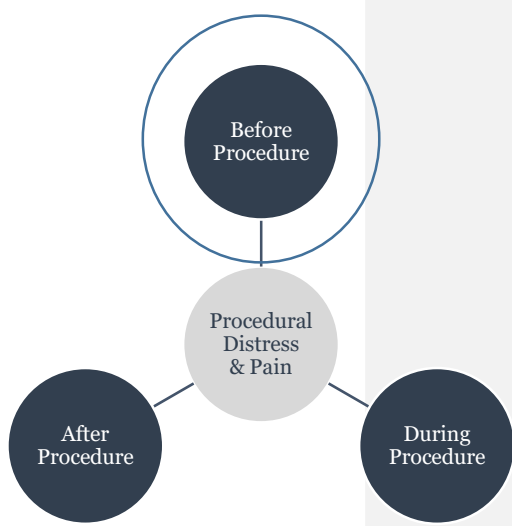 Before
Procedure
Procedural
Distress
& Pain
After
Procedure
During
Procedure